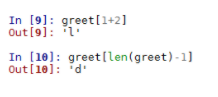 In [9]: greet[1+2]
Out[9]: 'l'
In [10]: greet[len(greet)-1]
Out[10]: 'd'